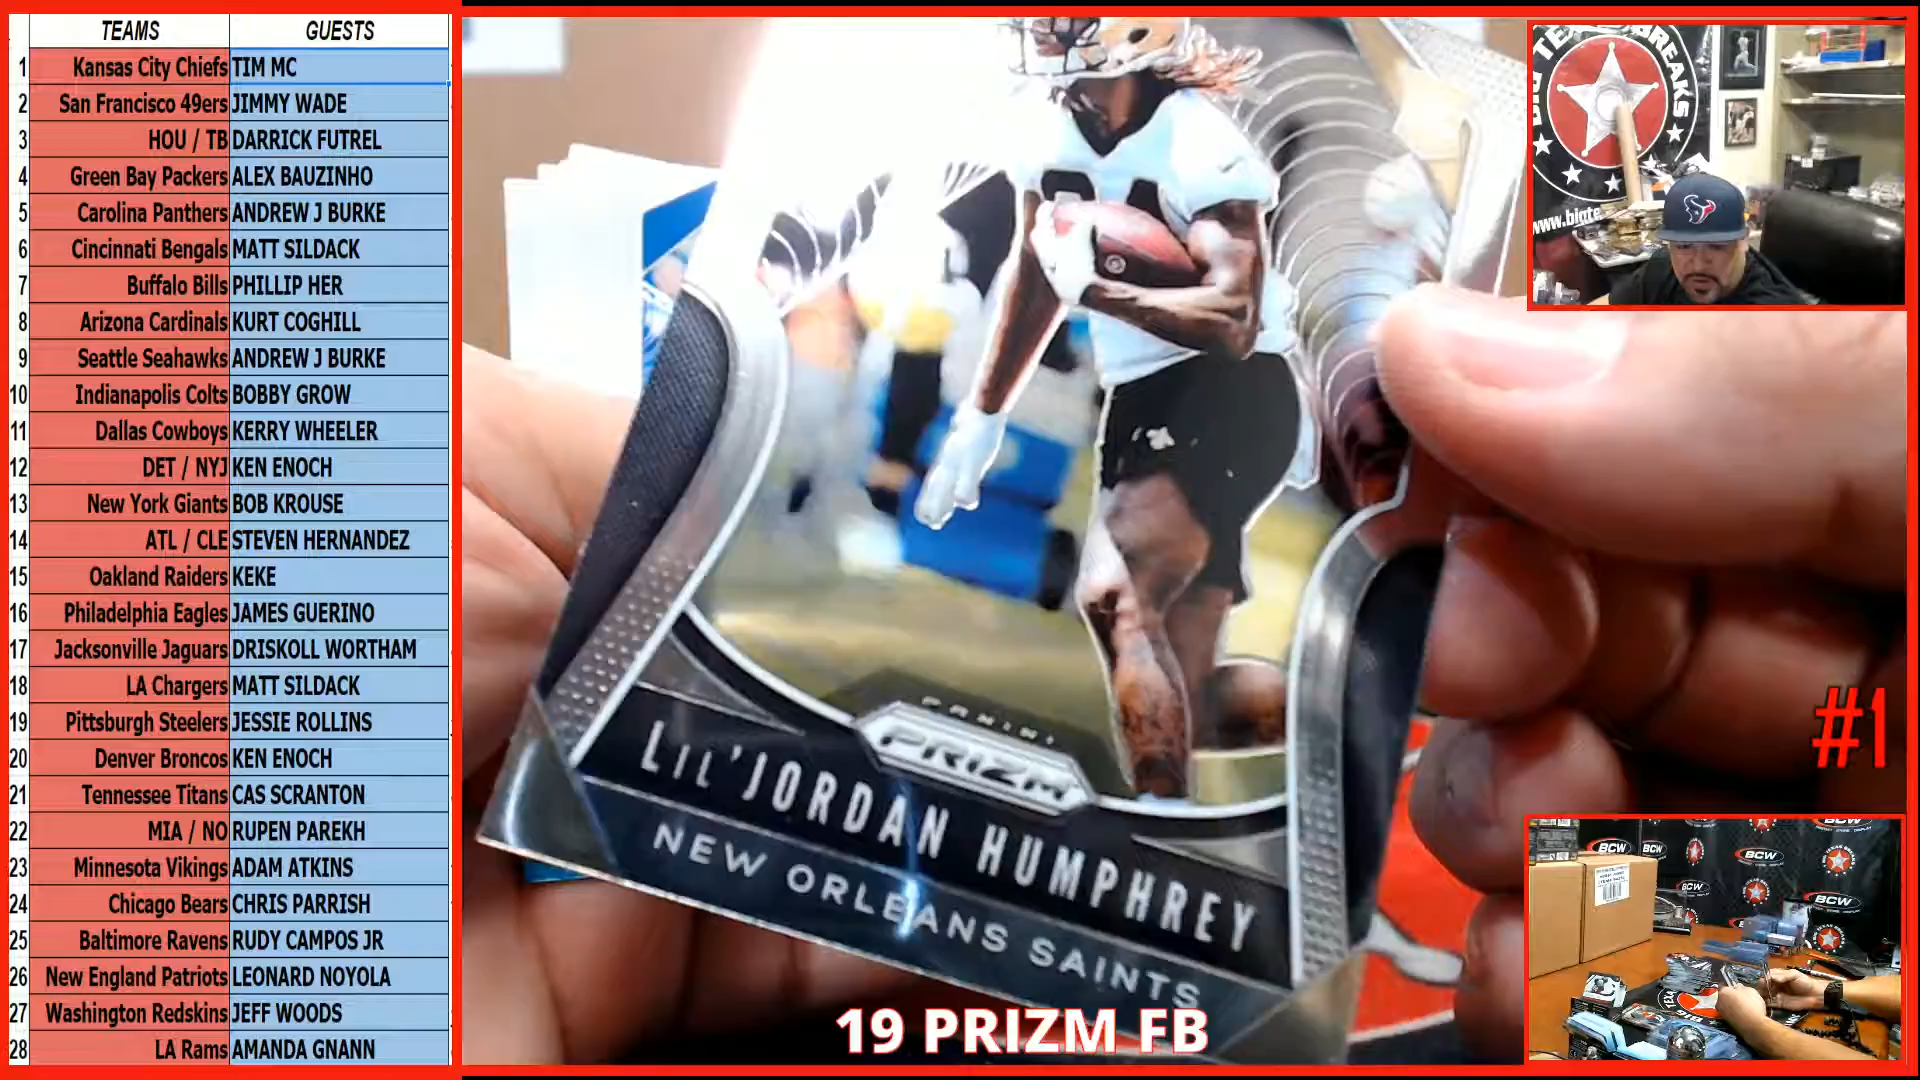 TEAMS GUESTS
1 Kansas City Chiefs TIM MC
2 San Francisco 49ers JIMMY WADE
3 HOU / TB DARRICK FUTREL
4 Green Bay Packers ALEX BAUZINHO
5 Carolina Panthers ANDREW J BURKE
6 Cincinnati Bengals MATT SILDACK
7 Buffalo Bills PHILLIP HER
8 Arizona Cardinals KURT COGHILL
9 Seattle Seahawks ANDREW J BURKE
10 Indianapolis Colts BOBBY GROW
11 Dallas Cowboys KERRY WHEELER
12 DET / NYJ KEN ENOCH
13 New York Giants BOB KROUSE
14 ATL / CLE STEVEN HERNANDEZ
15 Oakland Raiders KEKE
16 Philadelphia Eagles JAMES GUERINO
17 Jacksonville Jaguars DRISKOLL WORTHAM
18 LA Chargers MATT SILDACK
19 Pittsburgh Steelers JESSIE ROLLINS
20 Denver Broncos KEN ENOCH
21 Tennessee Titans CAS SCRANTON
22 MIA / NO RUPEN PAREKH
23 Minnesota Vikings ADAM ATKINS
24 Chicago Bears CHRIS PARRISH
25 Baltimore Ravens RUDY CAMPOS JR
26 New England Patriots LEONARD NOYOLA
27 Washington Redskins JEFF WOODS
28 LA Rams AMANDA GNANN
PANINI
PRIZM
LIL'JORDAN HUMPHREY
NEW ORLEANS SAINTS
19 PRIZM FB
#1
BIG TEXAS BREAKS
www.bigte
BCW
BCW
BCW
BCW
BCW